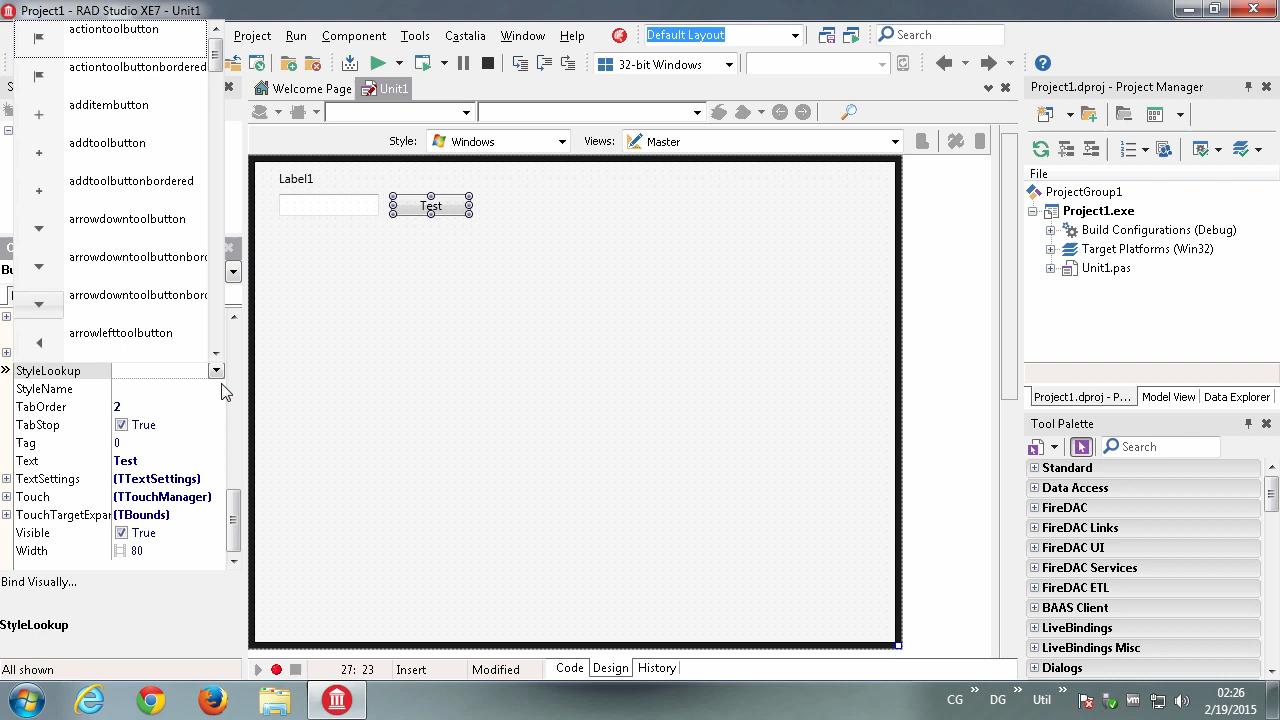 Project1 - RAD Studio XE7 - Unit1
Project
Run
Component
Tools
Castalia
Window
Help
Default Layout
Search
32-bit Windows
Welcome Page
Unit1
Style:
Windows
Views:
Master
actiontoolbuttonbordered
additembutton
addtoolbutton
addtoolbuttonbordered
arrowdowntoolbutton
arrowdowntoolbuttonbord
arrowdowntoolbuttonbord
arrowlefttoolbutton
StyleLookup
StyleName
TabOrder 2
TabStop True
Tag 0
Text Test
TextSettings (TTextSettings)
Touch (TTouchManager)
TouchTargetExpar (TBounds)
Visible True
Width 80
Bind Visually...
StyleLookup
All shown
Label1
Test
27: 23
Insert
Modified
Code
Design
History
Project1.dproj - Project Manager
File
ProjectGroup1
Project1.exe
Build Configurations (Debug)
Target Platforms (Win32)
Unit1.pas
Project1.dproj - P...
Model View
Data Explorer
Tool Palette
Search
Standard
Data Access
FireDAC
FireDAC Links
FireDAC UI
FireDAC Services
FireDAC ETL
BAAS Client
LiveBindings
LiveBindings Misc
Dialogs
CG
DG
Util
02:26
2/19/2015